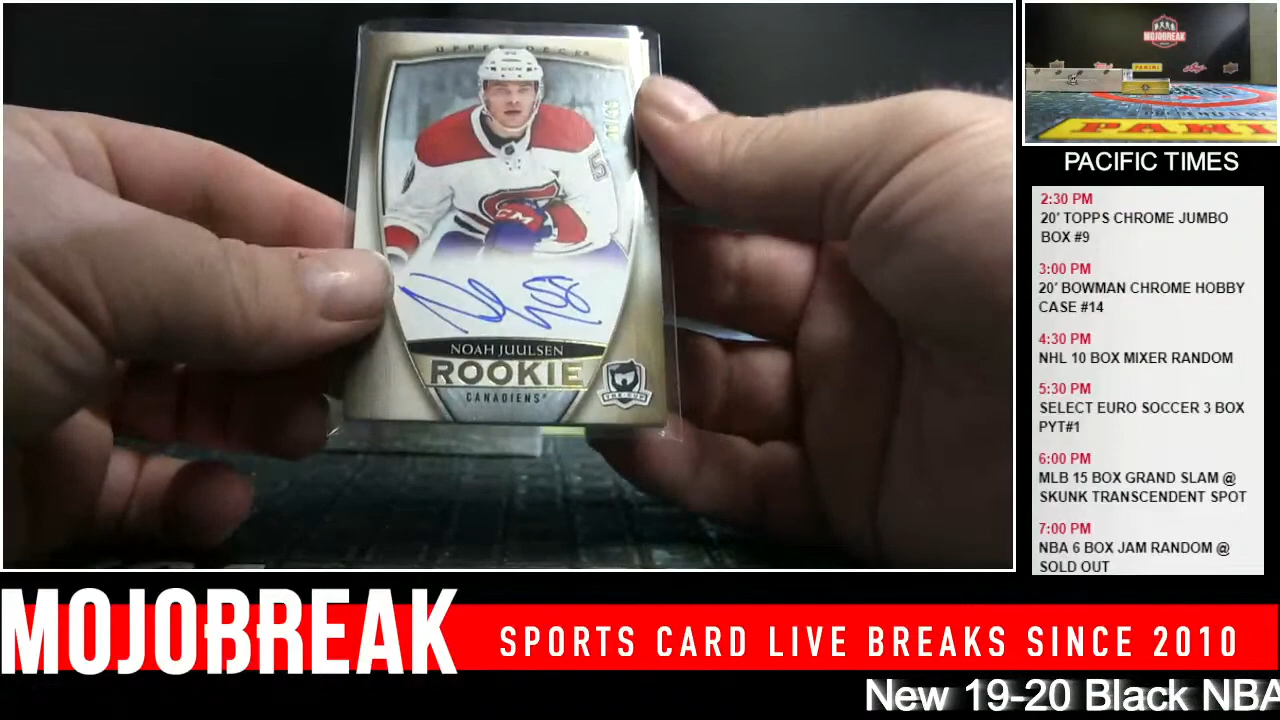 UPPER DECK
CCM
5
CM
NOAH JUULSEN
ROOKIE
CANADIENS
THE CUP
MOJOBREAK
PANINI
PANINI
PACIFIC TIMES
2:30 PM
20' TOPPS CHROME JUMBO
BOX #9
3:00 PM
20' BOWMAN CHROME HOBBY
CASE #14
4:30 PM
NHL 10 BOX MIXER RANDOM
5:30 PM
SELECT EURO SOCCER 3 BOX
PYT#1
6:00 PM
MLB 15 BOX GRAND SLAM @
SKUNK TRANSCENDENT SPOT
7:00 PM
NBA 6 BOX JAM RANDOM @
SOLD OUT
MOJOBREAK
SPORTS CARD LIVE BREAKS SINCE 2010
New 19-20 Black NBA